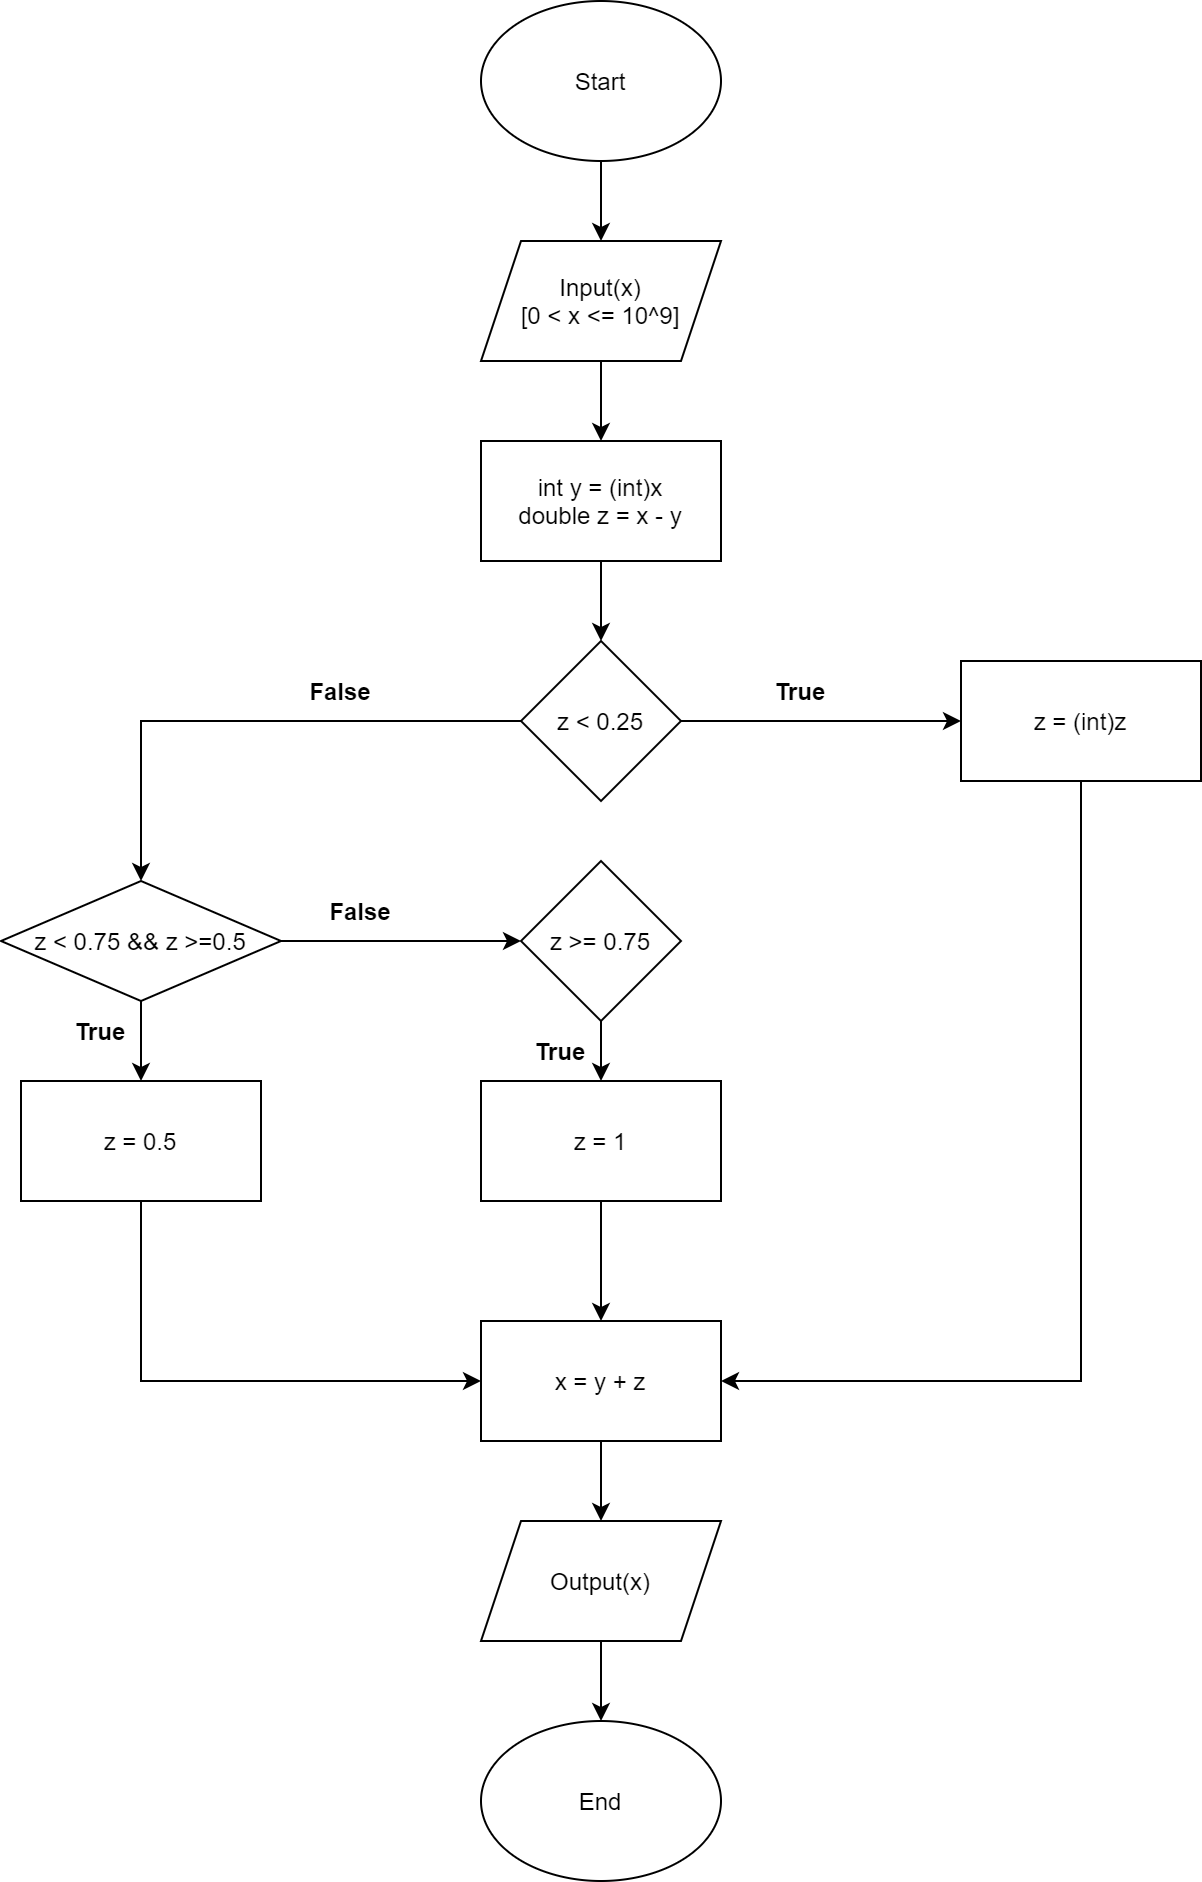 Start
Input(x)
[0 < x <= 10^9]
int y = (int)x
double z = x - y
False
True
z < 0.25
z = (int)z
False
z < 0.75 && z >=0.5
z >= 0.75
True
True
z = 0.5
z = 1
x = y + z
Output(x)
End